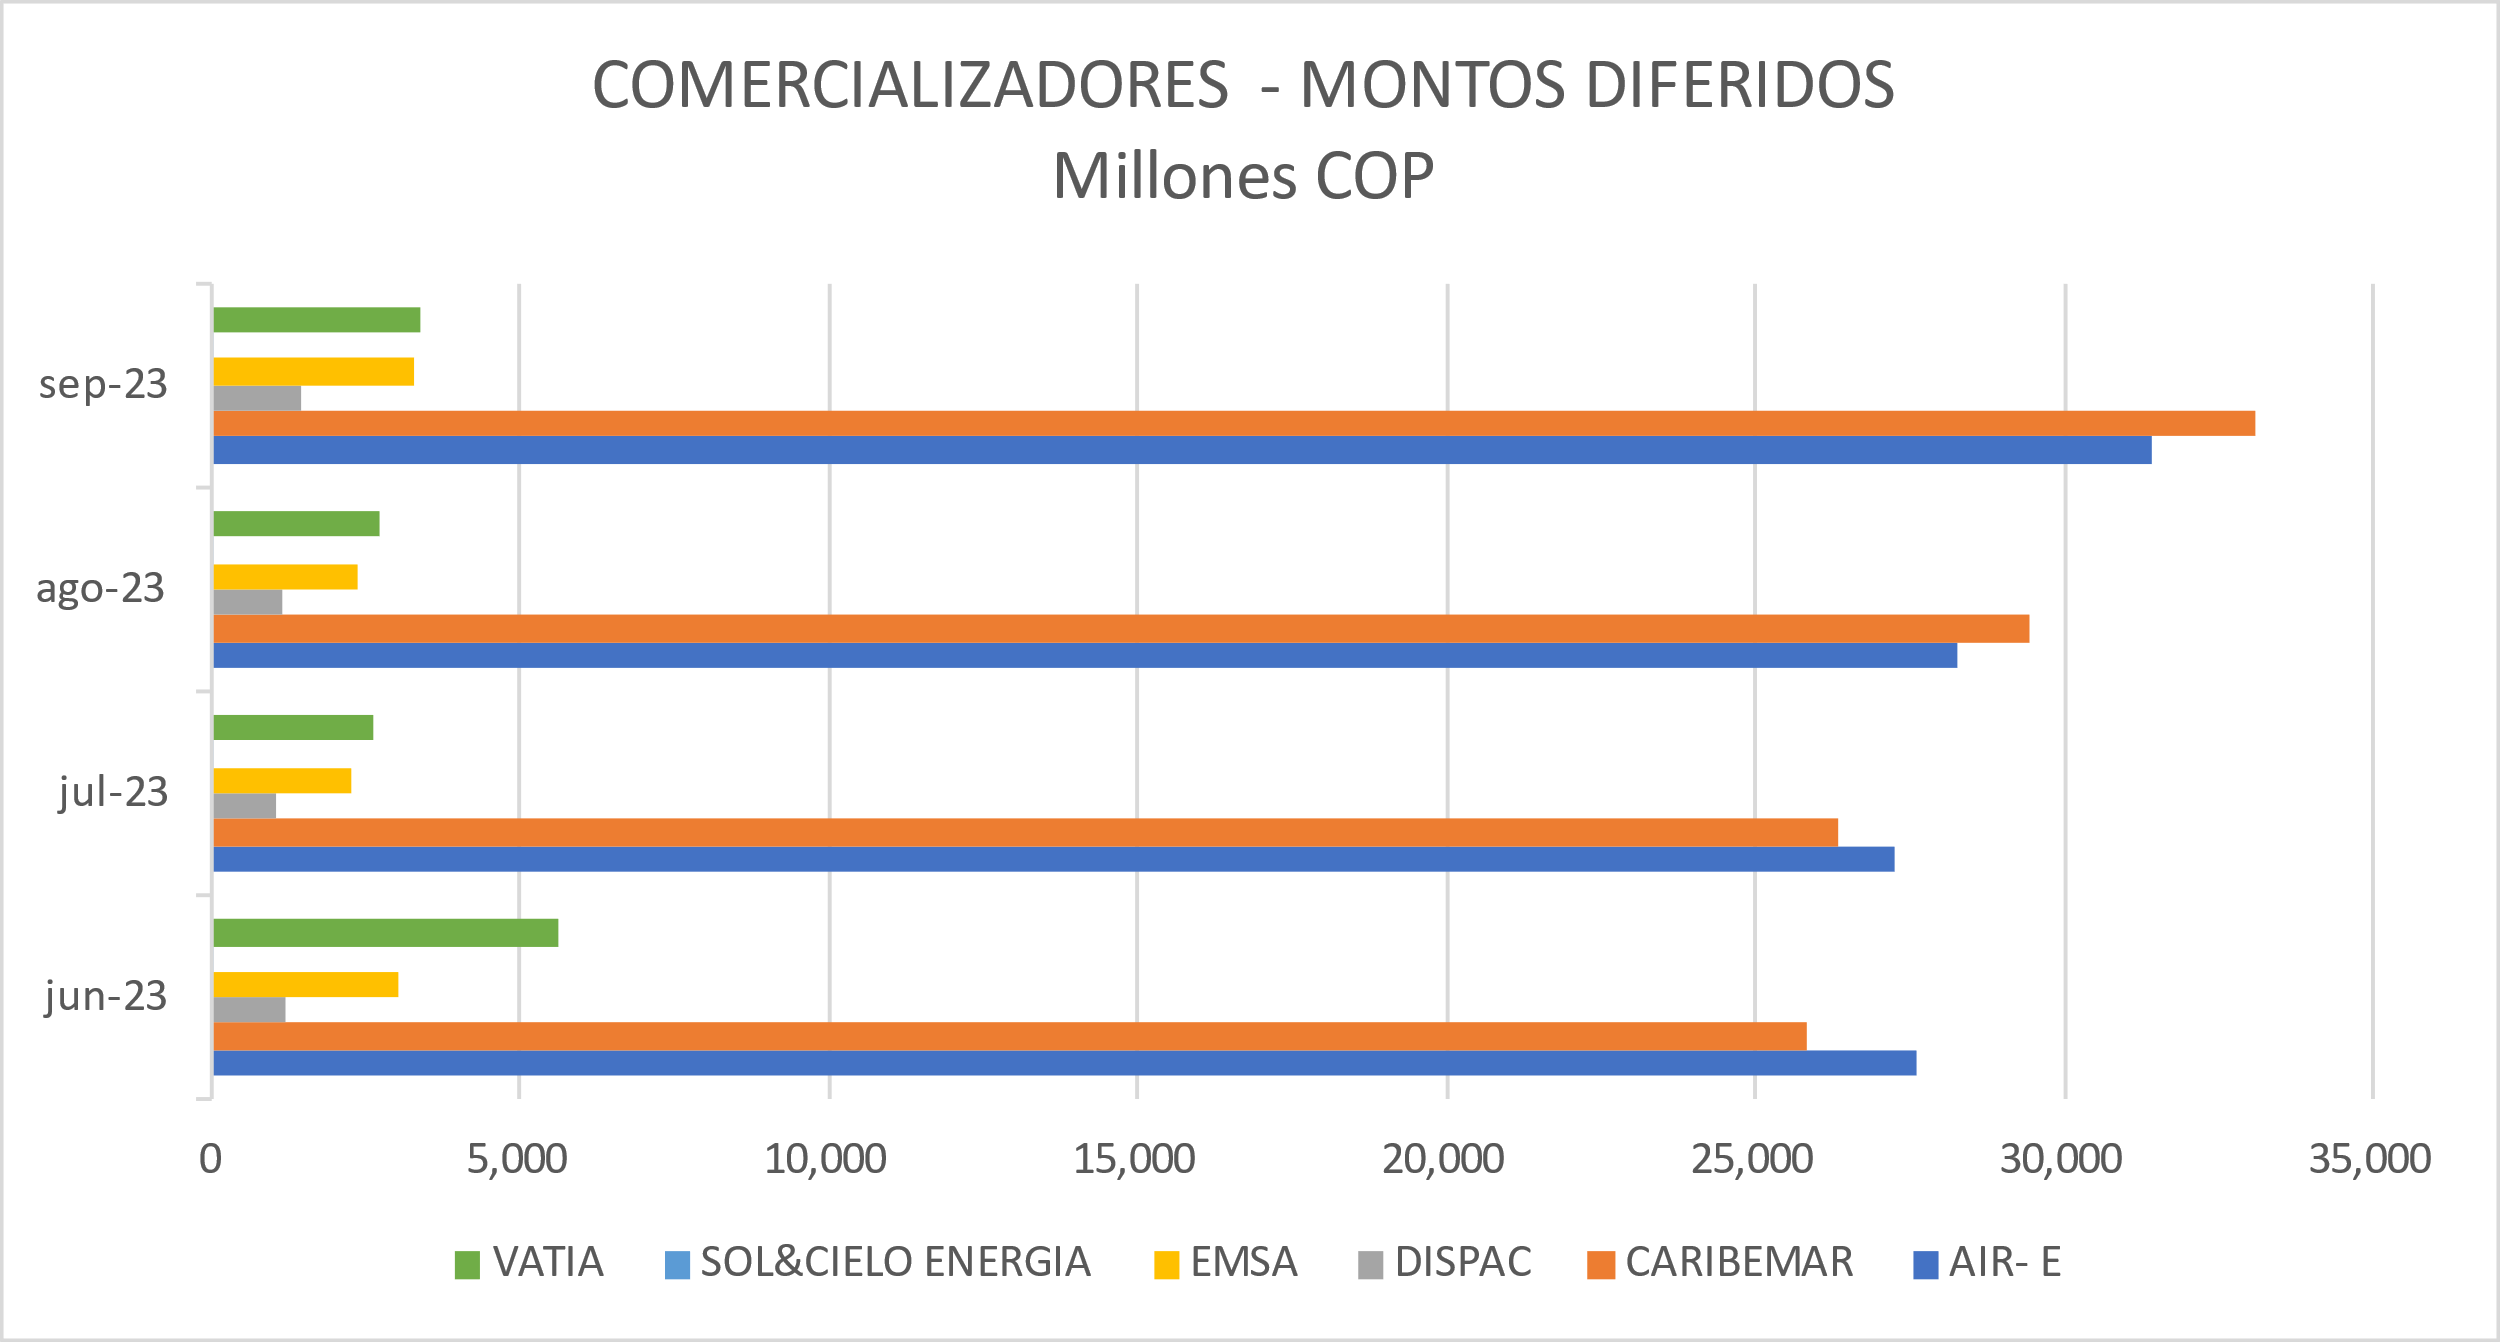 COMERCIALIZADORES - MONTOS DIFERIDOS
Millones COP
sep-23
ago-23
jul-23
jun-23
0 5,000 10,000 15,000 20,000 25,000 30,000 35,000
VATIA SOL&CIELO ENERGIA EMSA DISPAC CARIBEMAR AIR- E